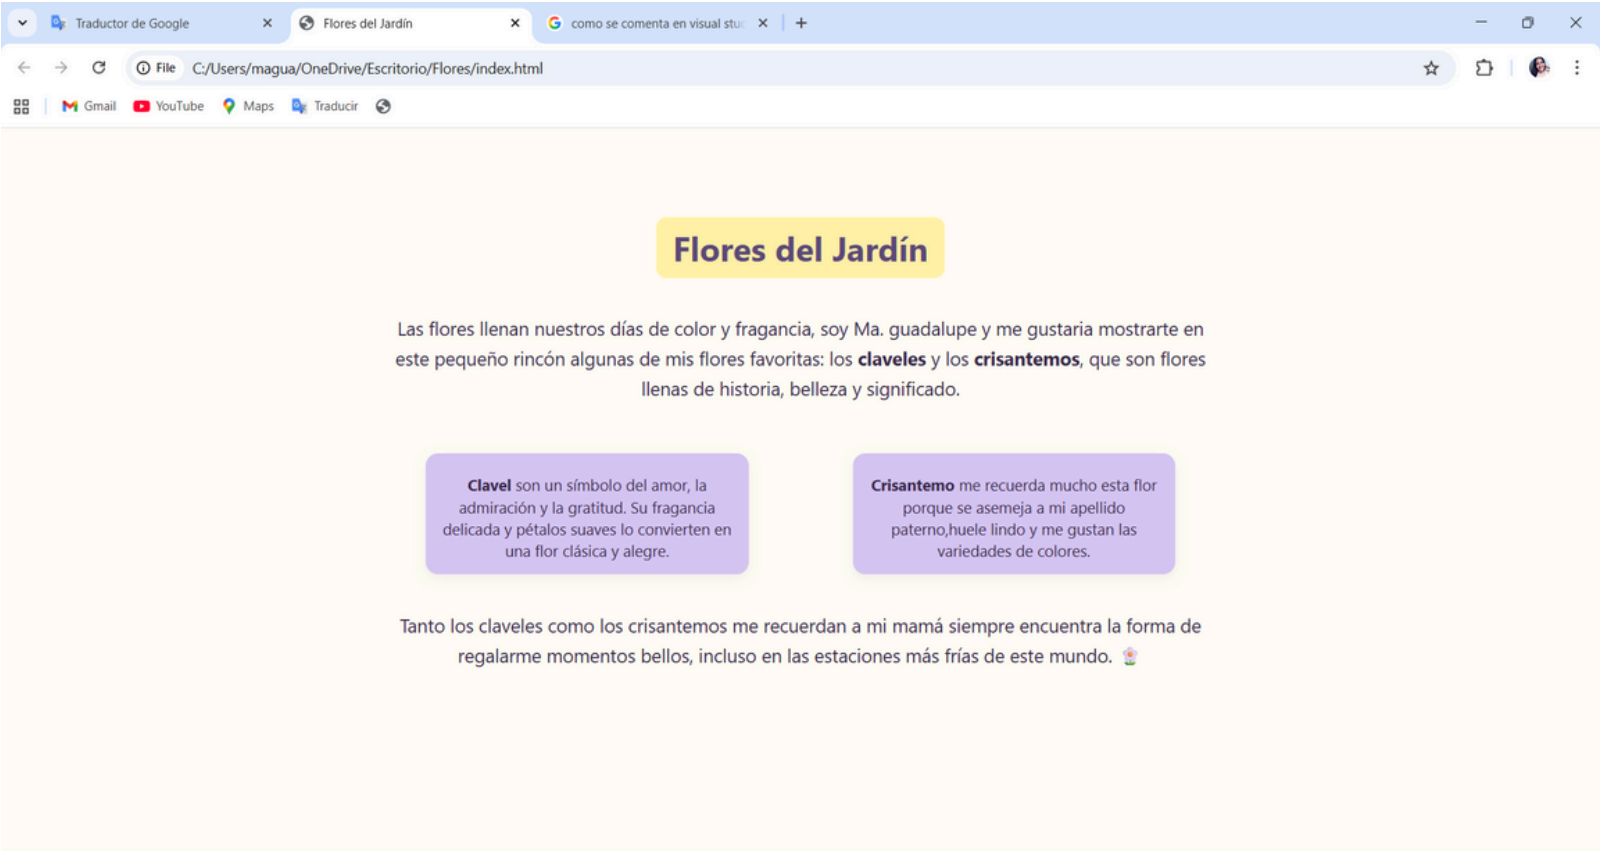 Traductor de Google
Flores del Jardín
como se comenta en visual stu
File C:/Users/magua/OneDrive/Escritorio/Flores/index.html
Gmail YouTube Maps Traducir
Flores del Jardín
Las flores llenan nuestros días de color y fragancia, soy Ma. guadalupe y me gustaria mostrarte en
este pequeño rincón algunas de mis flores favoritas: los claveles y los crisantemos, que son flores
llenas de historia, belleza y significado.
Clavel son un símbolo del amor, la
admiración y la gratitud. Su fragancia
delicada y pétalos suaves lo convierten en
una flor clásica y alegre.
Crisantemo me recuerda mucho esta flor
porque se asemeja a mi apellido
paterno,huele lindo y me gustan las
variedades de colores.
Tanto los claveles como los crisantemos me recuerdan a mi mamá siempre encuentra la forma de
regalarme momentos bellos, incluso en las estaciones más frías de este mundo. 🌸